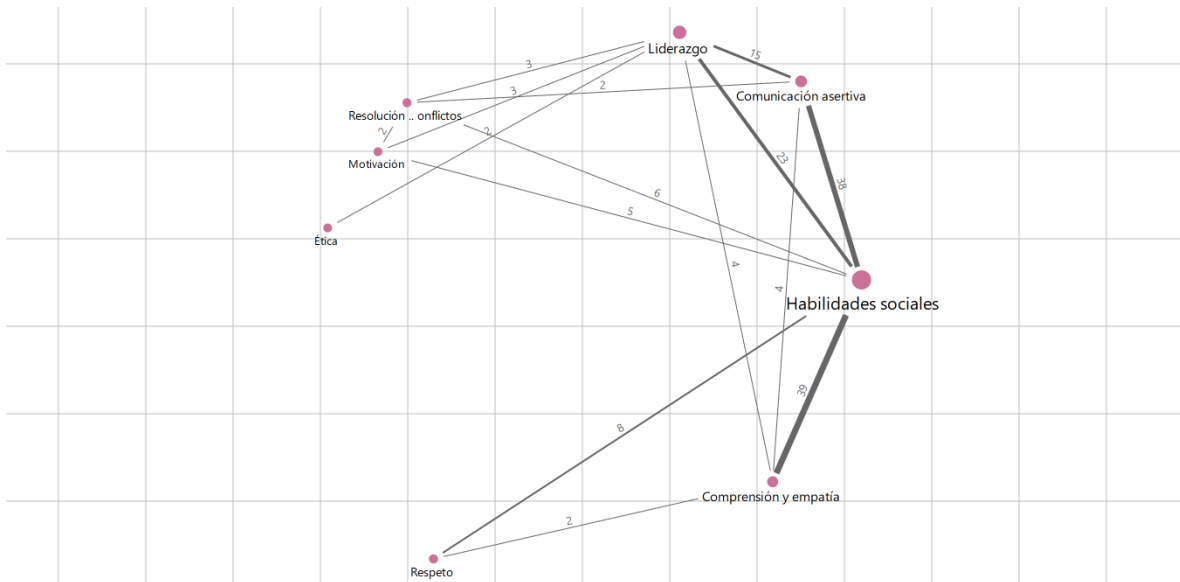 Liderazgo
15
3
Comunicación asertiva
3
2
Resolución .. onflictos
2
2
Motivación
23
38
6
5
Ética
4
4
Habilidades sociales
39
8
Comprensión y empatía
2
Respeto